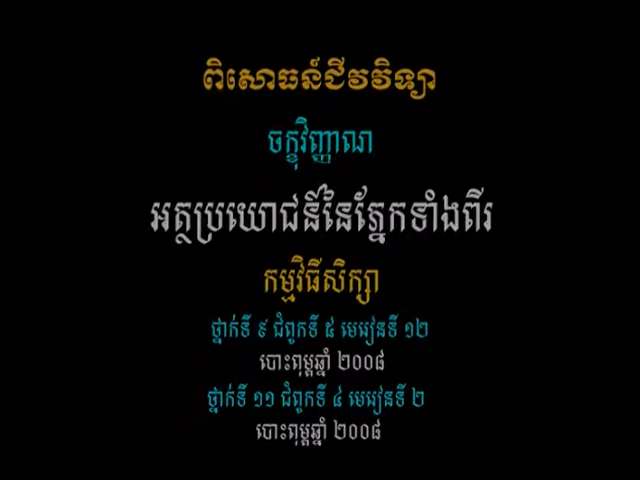 ពិសោធន៍ជីវវិទ្យា
ចក្ខុវិញ្ញាណ
អត្ថប្រយោជន៍នៃភ្នែកទាំងពីរ
កម្មវិធីសិក្សា
ថ្នាក់ទី ៩ ជំពូកទី ៥ មេរៀនទី ១២
បោះពុម្ពឆ្នាំ ២០០៨
ថ្នាក់ទី ១១ ជំពូកទី ៤ មេរៀនទី ២
បោះពុម្ពឆ្នាំ ២០០៨